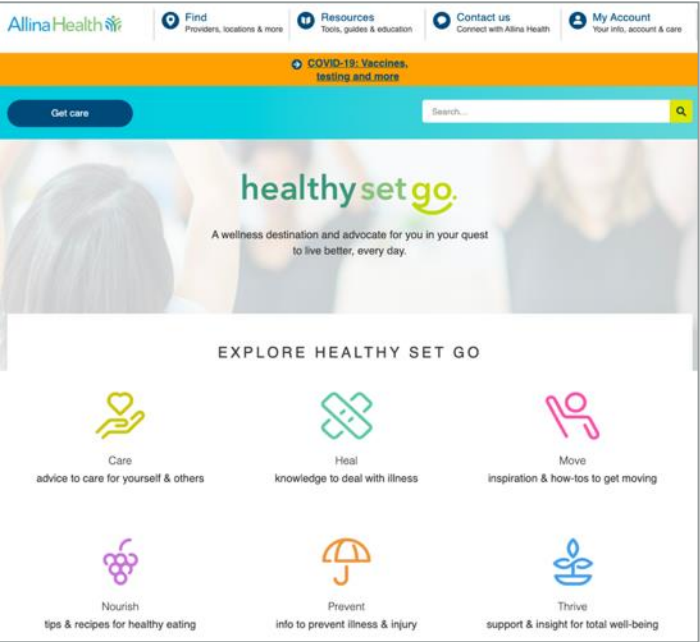 Allina Health
Find
Providers, locations & more
Resources
Tools, guides & education
Contact us
Connect with Allina Health
My Account
Your info, account & care
COVID-19: Vaccines,
testing and more
Get care
Search...
healthy set go.
A wellness destination and advocate for you in your quest
to live better, every day.
EXPLORE HEALTHY SET GO
Care
advice to care for yourself & others
Heal
knowledge to deal with illness
Move
inspiration & how-tos to get moving
Nourish
tips & recipes for healthy eating
Prevent
info to prevent illness & injury
Thrive
support & insight for total well-being